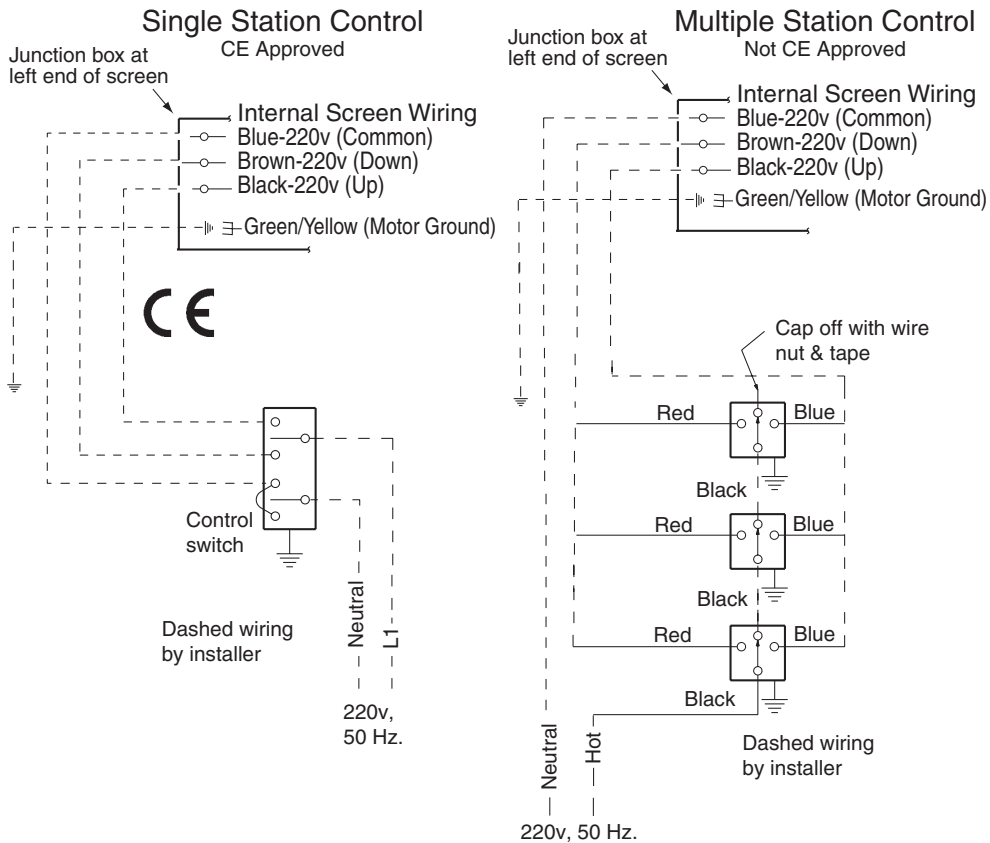 Single Station Control
CE Approved
Junction box at
left end of screen
Internal Screen Wiring
Blue-220v (Common)
Brown-220v (Down)
Black-220v (Up)
Green/Yellow (Motor Ground)
CE
Control
switch
Neutral
L1
Dashed wiring
by installer
220v,
50 Hz.
Multiple Station Control
Not CE Approved
Junction box at
left end of screen
Internal Screen Wiring
Blue-220v (Common)
Brown-220v (Down)
Black-220v (Up)
Green/Yellow (Motor Ground)
Cap off with wire
nut & tape
Red
Blue
Black
Red
Blue
Black
Red
Blue
Black
Neutral
Hot
Dashed wiring
by installer
220v, 50 Hz.